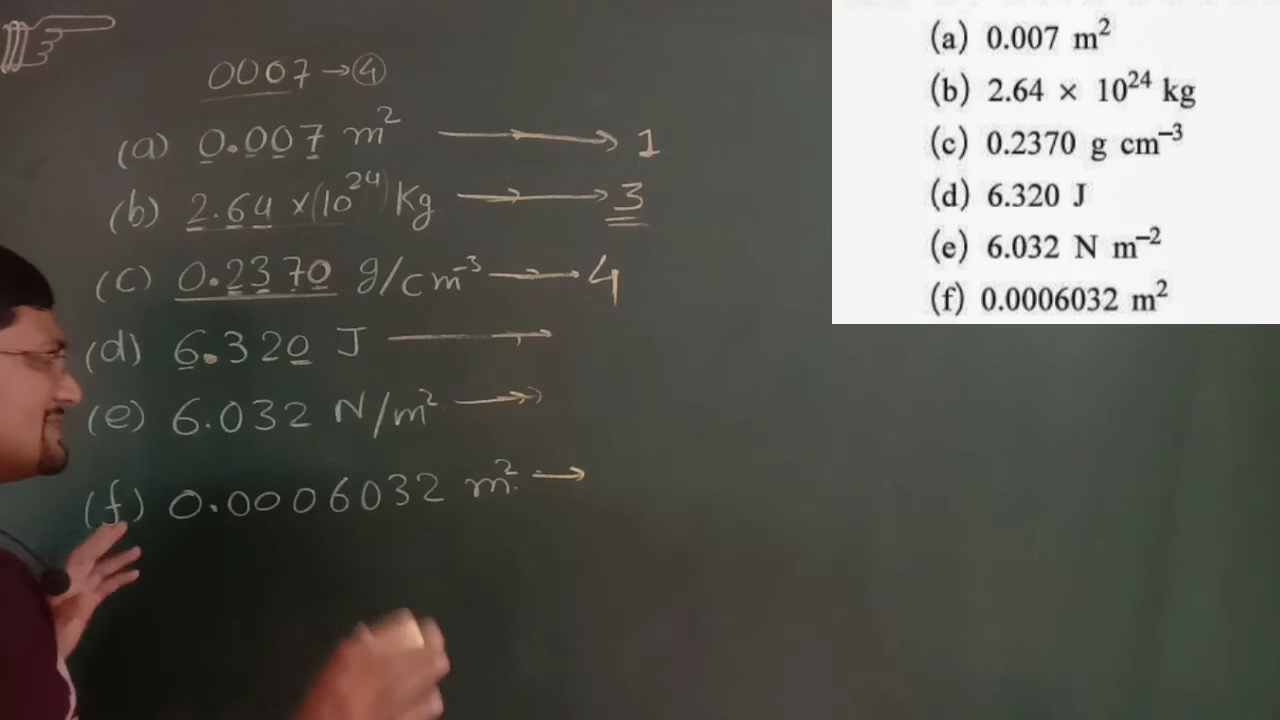 0007 → 4
(a) 0.007 m² → 1
(b) 2.64 × (10²⁴) Kg → 3
(c) 0.2370 g/cm⁻³ → 4
(d) 6.320 J →
(e) 6.032 N/m² →
(f) 0.0006032 m² →
(a) 0.007 m²
(b) 2.64 × 10²⁴ kg
(c) 0.2370 g cm⁻³
(d) 6.320 J
(e) 6.032 N m⁻²
(f) 0.0006032 m²